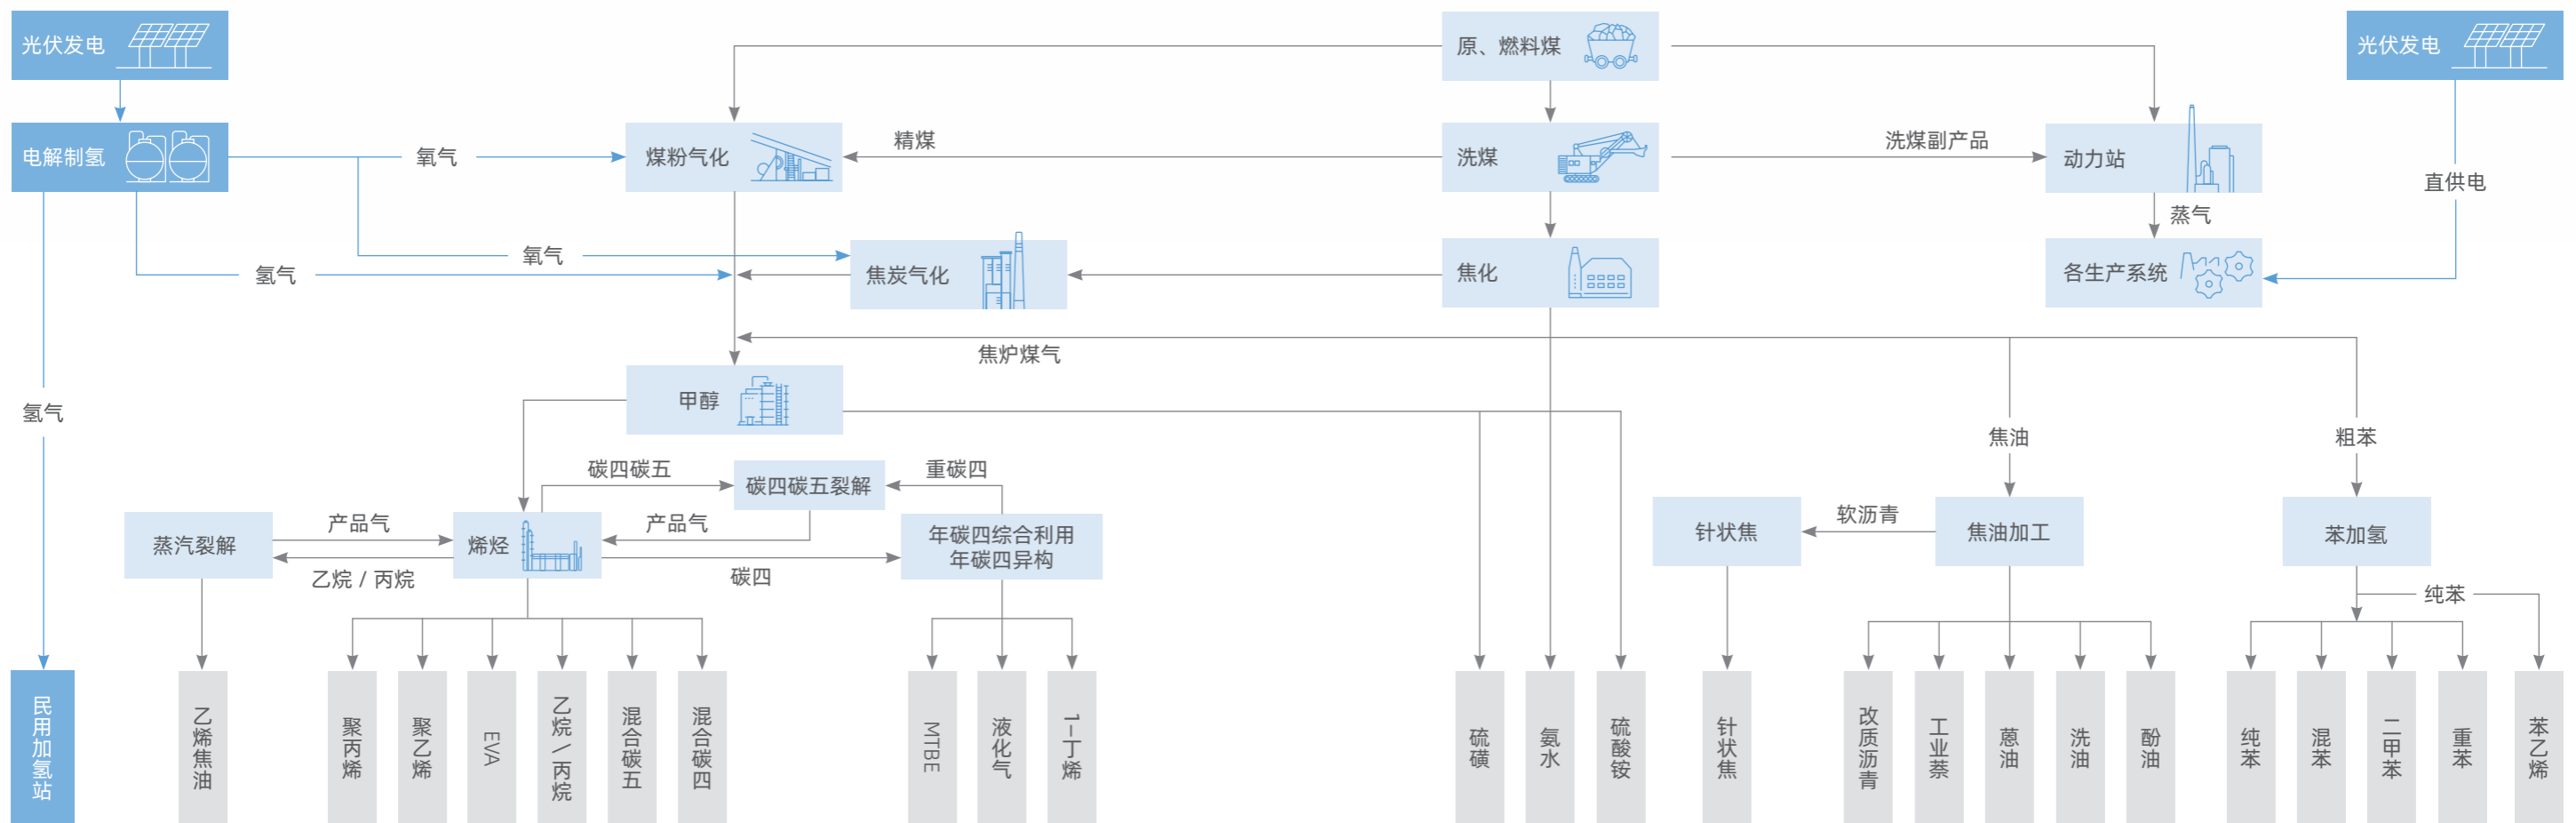 光伏发电
原、燃料煤
光伏发电
电解制氢
氧气
煤粉气化
精煤
洗煤
洗煤副产品
动力站
直供电
蒸气
氧气
氢气
焦炭气化
焦化
各生产系统
焦炉煤气
甲醇
氢气
焦油
粗苯
碳四碳五
碳四碳五裂解
重碳四
蒸汽裂解
产品气
烯烃
产品气
年碳四综合利用
年碳四异构
乙烷 / 丙烷
碳四
针状焦
软沥青
焦油加工
苯加氢
纯苯
民用加氢站
乙烯焦油
聚丙烯
聚乙烯
EVA
乙烷 \ 丙烷
混合碳五
混合碳四
MTBE
液化气
1-丁烯
硫磺
氨水
硫酸铵
针状焦
改质沥青
工业萘
蒽油
洗油
酚油
纯苯
混苯
二甲苯
重苯
苯乙烯